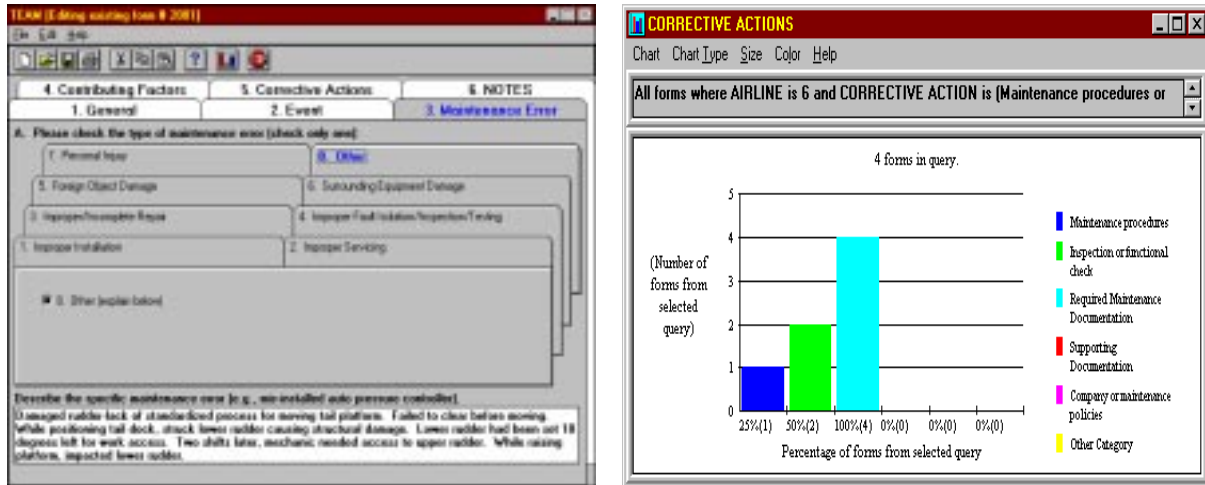 TEAM [Editing existing form # 2001]
File Edit Help
4. Contributing Factors 5. Corrective Actions 6. NOTES
1. General 2. Event 3. Maintenance Error
A. Please check the type of maintenance error (check only one):
7. Personal Injury 8. Other:
5. Foreign Object Damage 6. Surrounding Equipment Damage
3. Improper/Incomplete Repair 4. Improper Fault Isolation/Inspection/Testing
1. Improper Installation 2. Improper Servicing
8. Other (explain below)
Describe the specific maintenance error (e.g., mis-installed auto pressure controller).
Damaged rudder-lack of standardized process for moving tail platform. Failed to clear before moving.
While positioning tail dock, struck lower rudder causing structural damage. Lower rudder had been set 10
degrees left for work access. Two shifts later, mechanic needed access to upper rudder. While raising
platform, impacted lower rudder.
CORRECTIVE ACTIONS
Chart Chart Type Size Color Help
All forms where AIRLINE is 6 and CORRECTIVE ACTION is (Maintenance procedures or
4 forms in query.
5
4
3
2
1
0
(Number of
forms from
selected
query)
25%(1) 50%(2) 100%(4) 0%(0) 0%(0) 0%(0)
Percentage of forms from selected query
Maintenance procedures
Inspection or functional
check
Required Maintenance
Documentation
Supporting
Documentation
Company or maintenance
policies
Other Category